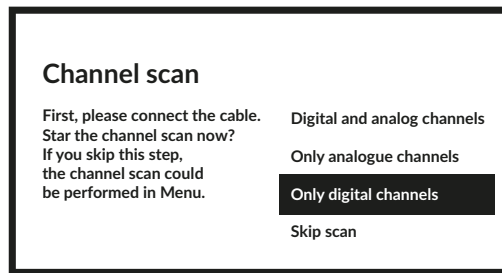 Channel scan
First, please connect the cable.
Star the channel scan now?
If you skip this step,
the channel scan could
be performed in Menu.
Digital and analog channels
Only analogue channels
Only digital channels
Skip scan